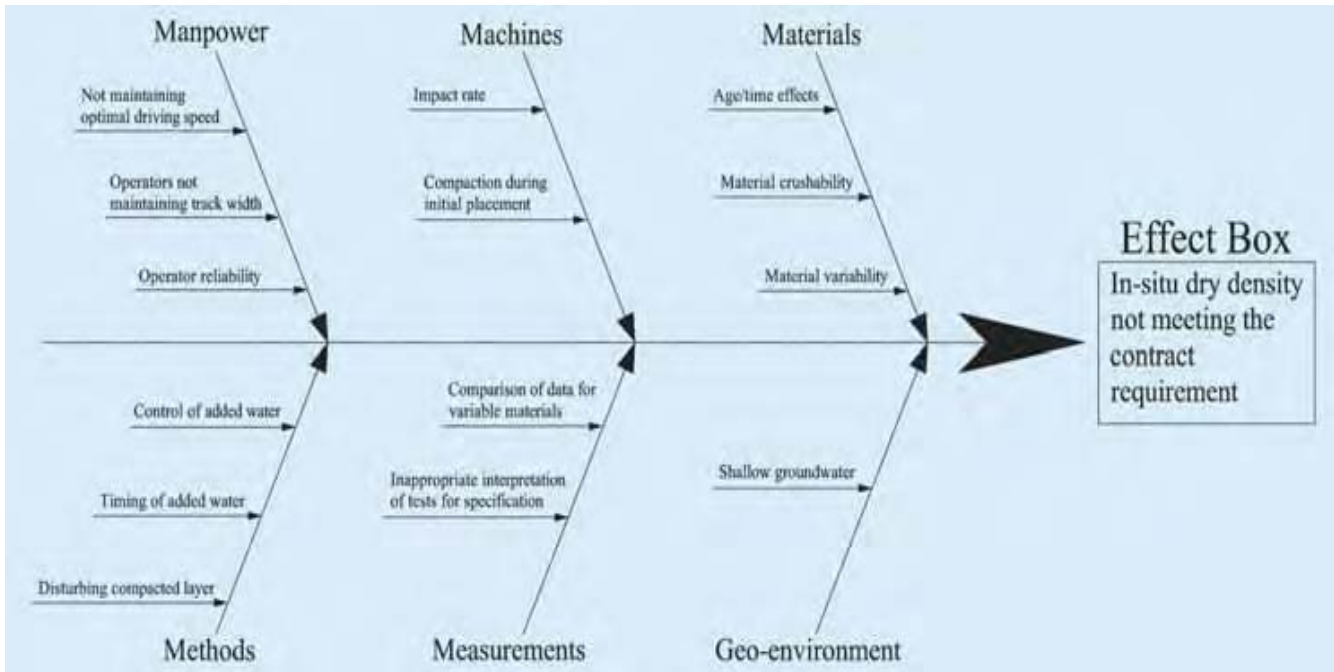 Manpower
Machines
Materials
Not maintaining
optimal driving speed
Impact rate
Age/time effects
Operators not
maintaining track width
Compaction during
initial placement
Material crushability
Operator reliability
Material variability
Effect Box
In-situ dry density
not meeting the
contract
requirement
Control of added water
Comparison of data for
variable materials
Timing of added water
Inappropriate interpretation
of tests for specification
Shallow groundwater
Disturbing compacted layer
Methods
Measurements
Geo-environment